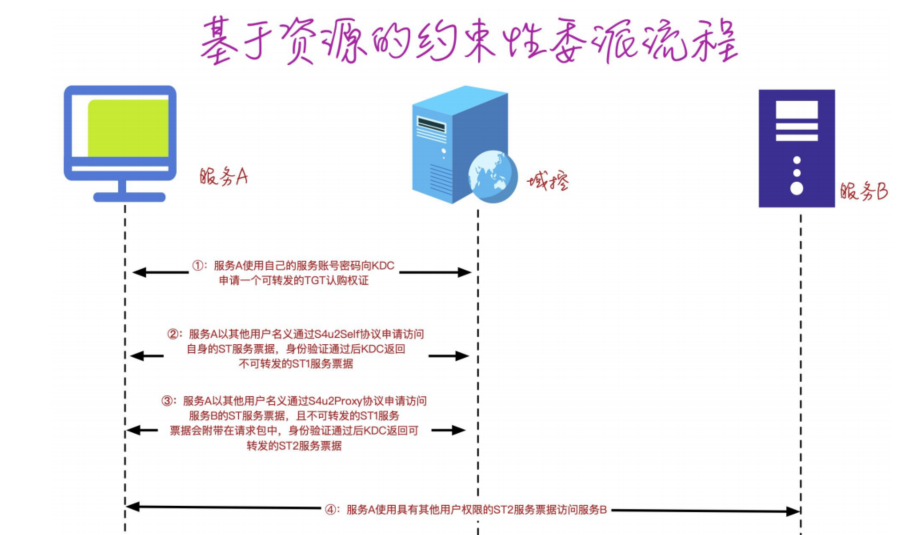 基于资源的约束性委派流程
服务A
域控
服务B
①：服务A使用自己的服务账号密码向KDC
申请一个可转发的TGT认购权证
②：服务A以其他用户名义通过S4u2Self协议申请访问
自身的ST服务票据，身份验证通过后KDC返回
不可转发的ST1服务票据
③：服务A以其他用户名义通过S4u2Proxy协议申请访问
服务B的ST服务票据，且不可转发的ST1服务
票据会附带在请求包中，身份验证通过后KDC返回可
转发的ST2服务票据
④：服务A使用具有其他用户权限的ST2服务票据访问服务B